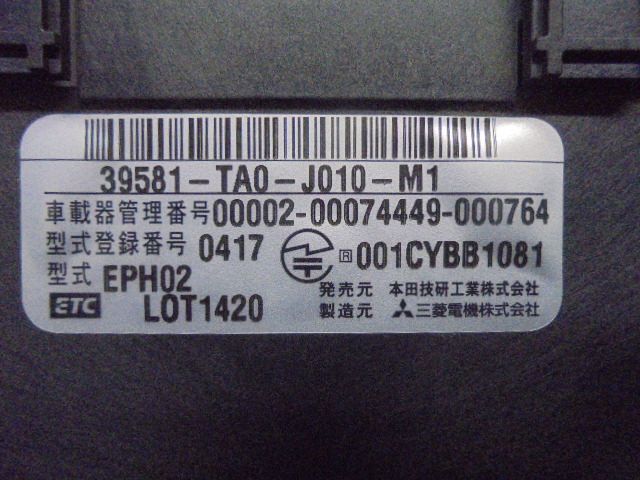 39581-TA0-J010-M1
車載器管理番号00002-00074449-000764
型式登録番号 0417 R 001CYBB1081
型式 EPH02 発売元 本田技研工業株式会社
ETC LOT1420 製造元 三菱電機株式会社